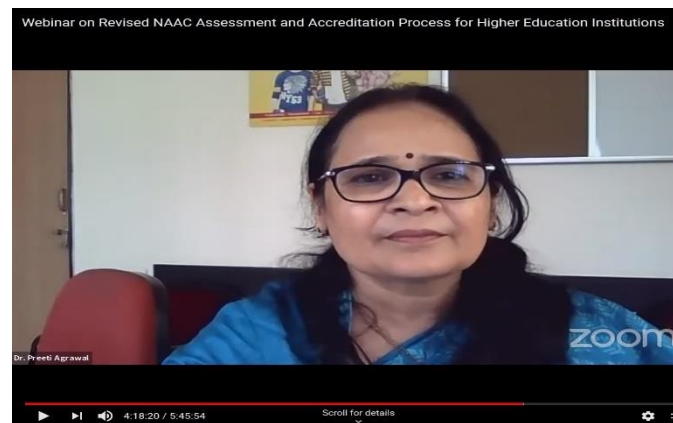 Webinar on Revised NAAC Assessment and Accreditation Process for Higher Education Institutions
Dr. Preeti Agrawal
zoom
4:18:20 / 5:45:54
Scroll for details